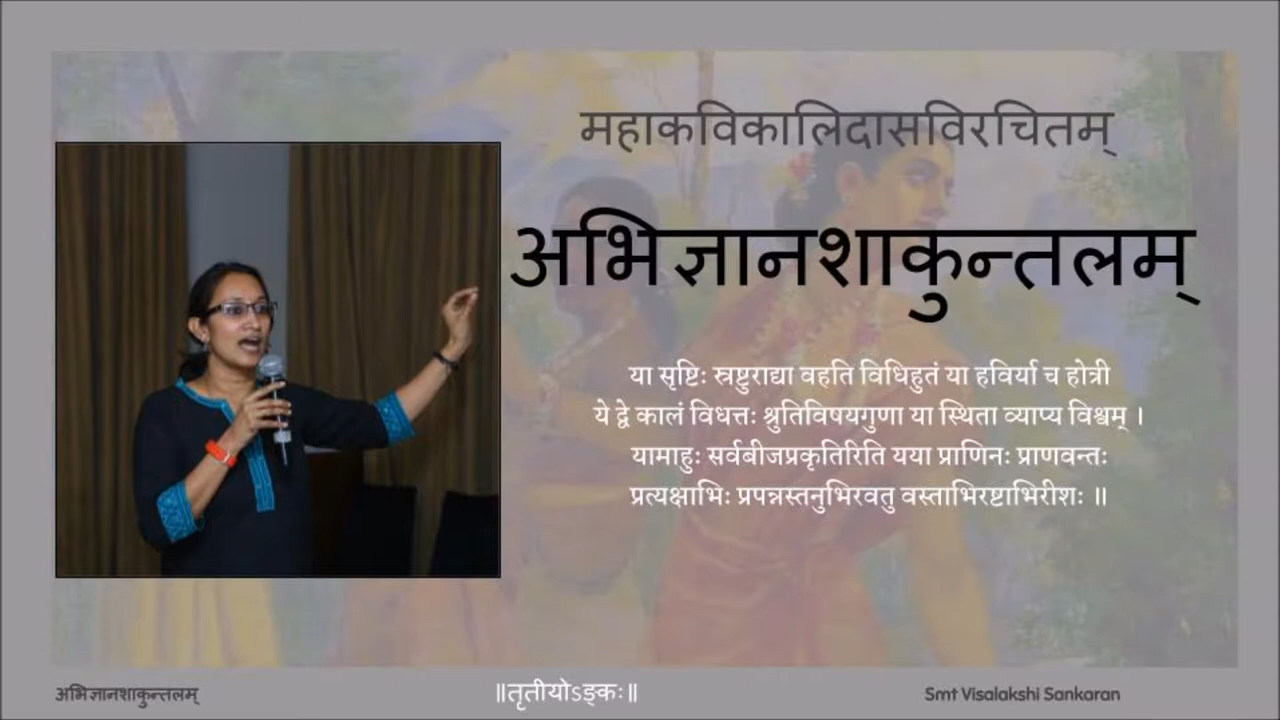 महाकविकालिदासविरचितम्
अभिज्ञानशाकुन्तलम्
या सृष्टिः स्रष्टुराद्या वहति विधिहुतं या हविर्या च होत्री
ये द्वे कालं विधत्तः श्रुतिविषयगुणा या स्थिता व्याप्य विश्वम् ।
यामाहुः सर्वबीजप्रकृतिरिति यया प्राणिनः प्राणवन्तः
प्रत्यक्षाभिः प्रपन्नस्तनुभिरवतु वस्ताभिरष्टाभिरीशः ॥
अभिज्ञानशाकुन्तलम्
॥तृतीयोऽङ्कः॥
Smt Visalakshi Sankaran